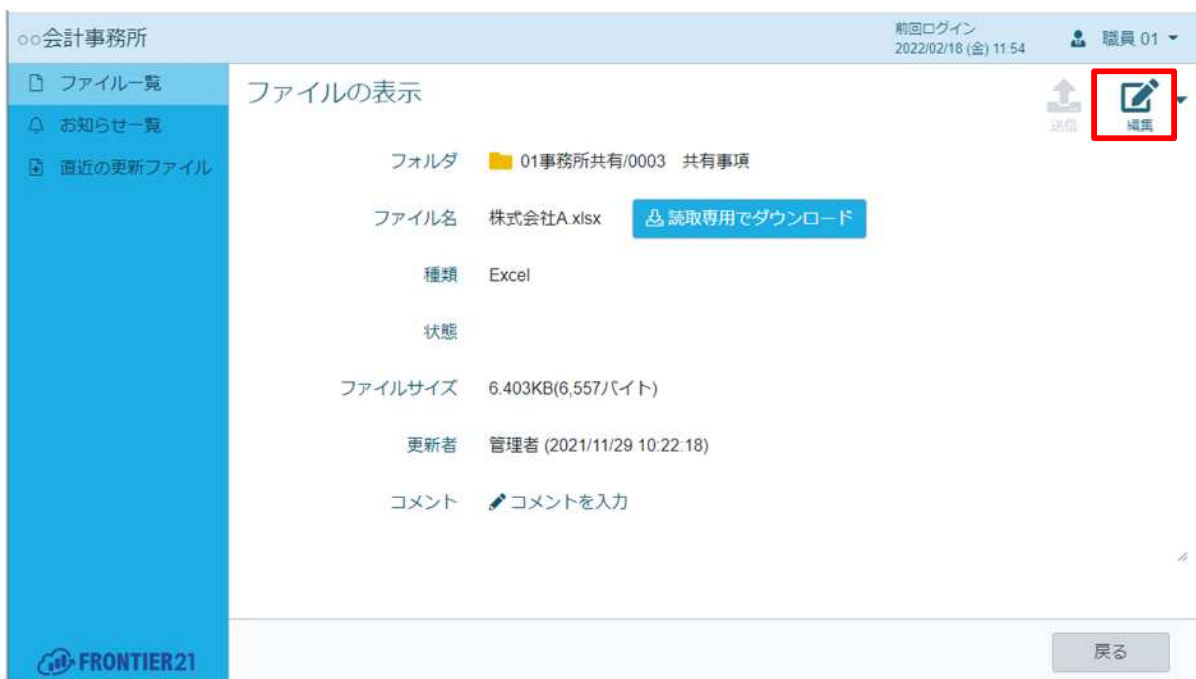 ○○会計事務所
前回ログイン
2022/02/18 (金) 11:54
職員 01
ファイル一覧
お知らせ一覧
直近の更新ファイル
ファイルの表示
送信
編集
フォルダ 01事務所共有/0003 共有事項
ファイル名 株式会社A.xlsx 読取専用でダウンロード
種類 Excel
状態
ファイルサイズ 6.403KB(6,557バイト)
更新者 管理者 (2021/11/29 10:22:18)
コメント コメントを入力
FRONTIER21
戻る